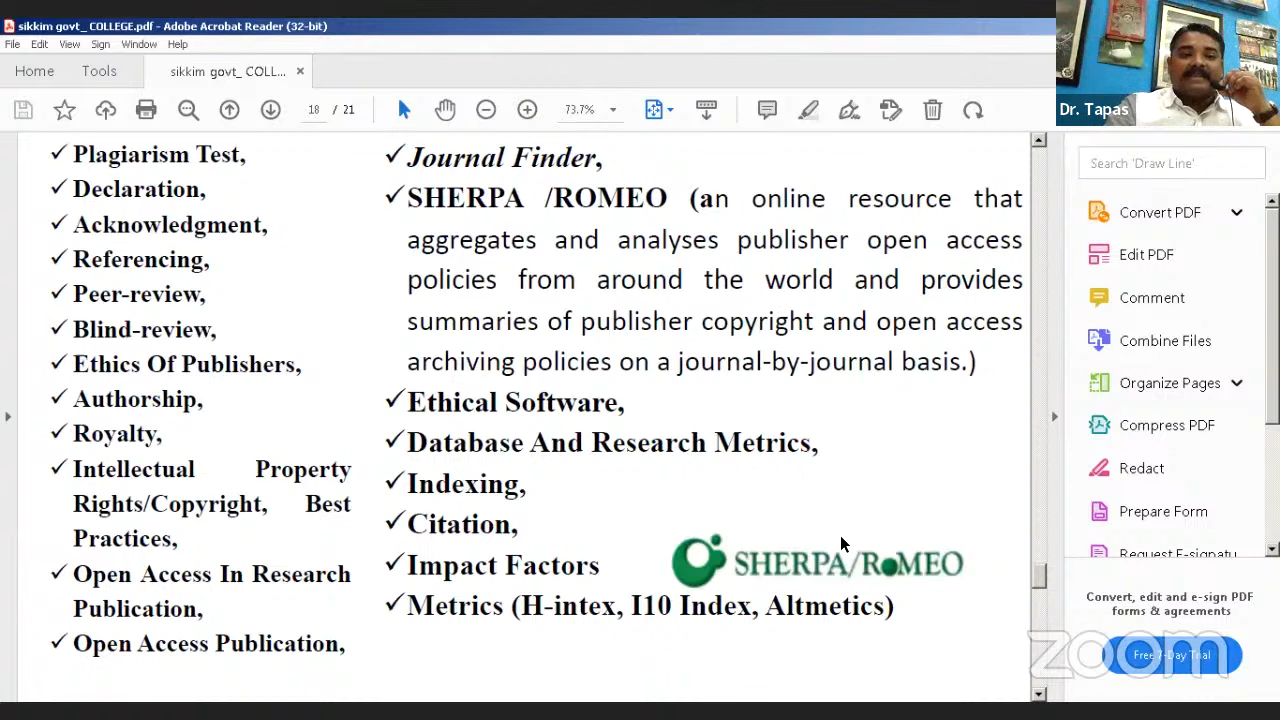 sikkim govt_ COLLEGE.pdf - Adobe Acrobat Reader (32-bit)
File Edit View Sign Window Help
Home Tools sikkim govt_ COLL... ×
18 / 21 73.7%
Plagiarism Test,
Declaration,
Acknowledgment,
Referencing,
Peer-review,
Blind-review,
Ethics Of Publishers,
Authorship,
Royalty,
Intellectual Property
Rights/Copyright, Best
Practices,
Open Access In Research
Publication,
Open Access Publication,
Journal Finder,
SHERPA /ROMEO (an online resource that
aggregates and analyses publisher open access
policies from around the world and provides
summaries of publisher copyright and open access
archiving policies on a journal-by-journal basis.)
Ethical Software,
Database And Research Metrics,
Indexing,
Citation,
Impact Factors
SHERPA/RoMEO
Metrics (H-intex, I10 Index, Altmetics)
Dr. Tapas
Search 'Draw Line'
Convert PDF
Edit PDF
Comment
Combine Files
Organize Pages
Compress PDF
Redact
Prepare Form
Request E-signatu
Convert, edit and e-sign PDF
forms & agreements
Free 7-Day Trial
zoom